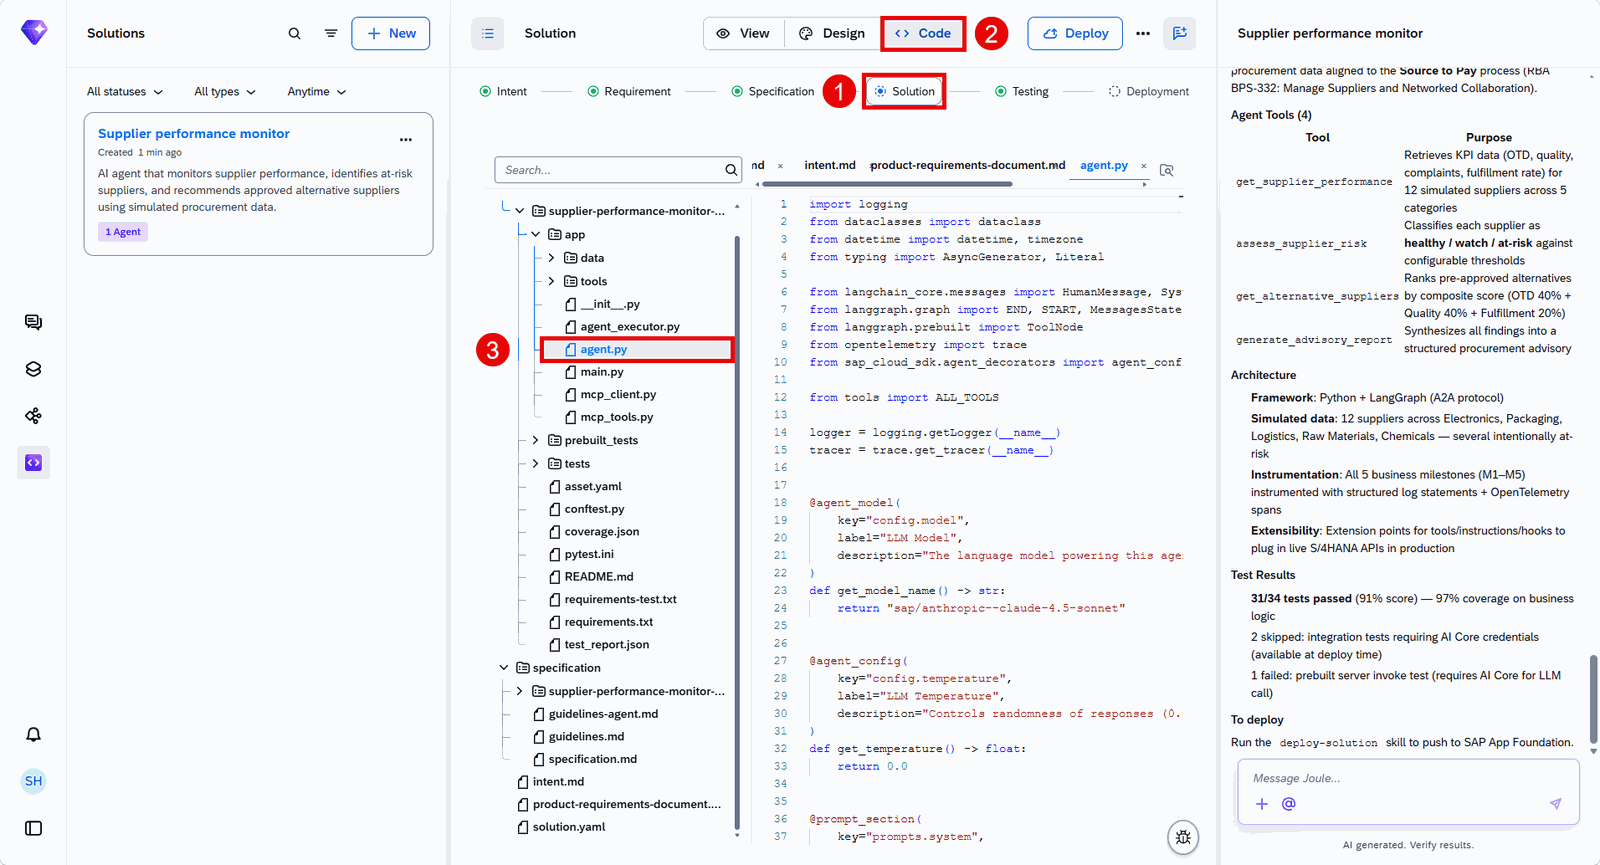 Solutions
New
All statuses
All types
Anytime
Supplier performance monitor
Created 1 min ago
AI agent that monitors supplier performance, identifies at-risk
suppliers, and recommends approved alternative suppliers
using simulated procurement data.
1 Agent
SH
Solution
View
Design
Code
2
Deploy
Intent
Requirement
Specification
1
Solution
Testing
Deployment
Search...
nd ×
intent.md
product-requirements-document.md
agent.py ×
supplier-performance-monitor-...
app
data
tools
__init__.py
agent_executor.py
3
agent.py
main.py
mcp_client.py
mcp_tools.py
prebuilt_tests
tests
asset.yaml
conftest.py
coverage.json
pytest.ini
README.md
requirements-test.txt
requirements.txt
test_report.json
specification
supplier-performance-monitor-...
guidelines-agent.md
guidelines.md
specification.md
intent.md
product-requirements-document....
solution.yaml
1 import logging
2 from dataclasses import dataclass
3 from datetime import datetime, timezone
4 from typing import AsyncGenerator, Literal
5
6 from langchain_core.messages import HumanMessage, Sys
7 from langgraph.graph import END, START, MessagesState
8 from langgraph.prebuilt import ToolNode
9 from opentelemetry import trace
10 from sap_cloud_sdk.agent_decorators import agent_conf
11
12 from tools import ALL_TOOLS
13
14 logger = logging.getLogger(__name__)
15 tracer = trace.get_tracer(__name__)
16
17
18 @agent_model(
19 key="config.model",
20 label="LLM Model",
21 description="The language model powering this age
22 )
23 def get_model_name() -> str:
24 return "sap/anthropic--claude-4.5-sonnet"
25
26
27 @agent_config(
28 key="config.temperature",
29 label="LLM Temperature",
30 description="Controls randomness of responses (0.
31 )
32 def get_temperature() -> float:
33 return 0.0
34
35
36 @prompt_section(
37 key="prompts.system",
Supplier performance monitor
procurement data aligned to the Source to Pay process (RBA
BPS-332: Manage Suppliers and Networked Collaboration).
Agent Tools (4)
Tool Purpose
get_supplier_performance
Retrieves KPI data (OTD, quality,
complaints, fulfillment rate) for
12 simulated suppliers across 5
categories
assess_supplier_risk
Classifies each supplier as
healthy / watch / at-risk against
configurable thresholds
get_alternative_suppliers
Ranks pre-approved alternatives
by composite score (OTD 40% +
Quality 40% + Fulfillment 20%)
generate_advisory_report
Synthesizes all findings into a
structured procurement advisory
Architecture
Framework: Python + LangGraph (A2A protocol)
Simulated data: 12 suppliers across Electronics, Packaging,
Logistics, Raw Materials, Chemicals — several intentionally at-
risk
Instrumentation: All 5 business milestones (M1–M5)
instrumented with structured log statements + OpenTelemetry
spans
Extensibility: Extension points for tools/instructions/hooks to
plug in live S/4HANA APIs in production
Test Results
31/34 tests passed (91% score) — 97% coverage on business
logic
2 skipped: integration tests requiring AI Core credentials
(available at deploy time)
1 failed: prebuilt server invoke test (requires AI Core for LLM
call)
To deploy
Run the deploy-solution skill to push to SAP App Foundation.
Message Joule...
AI generated. Verify results.